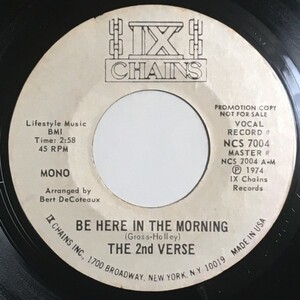 IX
CHAINS
Lifestyle Music
BMI
Time: 2:58
45 RPM
MONO
Arranged by
Bert DeCoteaux
PROMOTION COPY
NOT FOR SALE
VOCAL
RECORD #
NCS 7004
MASTER #
NCS 7004 A-M
℗ 1974
IX Chains
Records
BE HERE IN THE MORNING
(Grass-Holley)
THE 2nd VERSE
IX CHAINS INC., 1700 BROADWAY, NEW YORK, N.Y. 10019 MADE IN USA